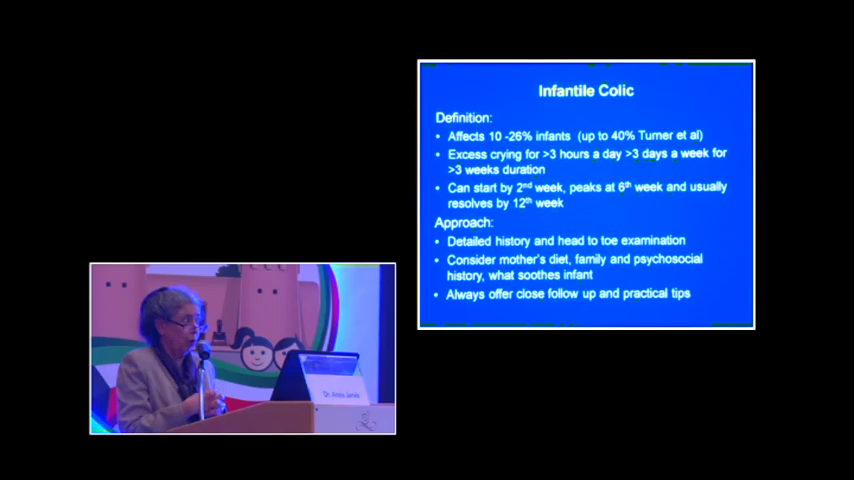 Infantile Colic
Definition:
• Affects 10 -26% infants (up to 40% Turner et al)
• Excess crying for >3 hours a day >3 days a week for
>3 weeks duration
• Can start by 2nd week, peaks at 6th week and usually
resolves by 12th week
Approach:
• Detailed history and head to toe examination
• Consider mother's diet, family and psychosocial
history, what soothes infant
• Always offer close follow up and practical tips
Dr.